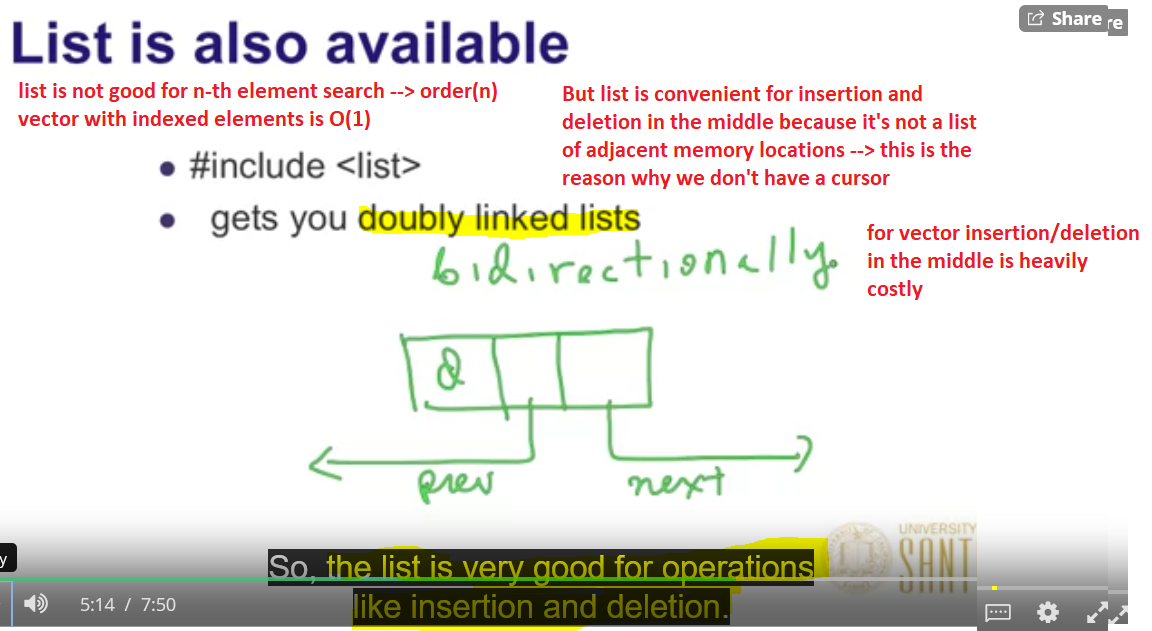 Share
re
List is also available
list is not good for n-th element search --> order(n)
vector with indexed elements is O(1)
But list is convenient for insertion and
deletion in the middle because it's not a list
of adjacent memory locations --> this is the
reason why we don't have a cursor
#include <list>
gets you doubly linked lists
for vector insertion/deletion
in the middle is heavily
costly
bidirectionally.
prev
next
UNIVERSITY
SANT
So, the list is very good for operations
like insertion and deletion.
y
5:14 / 7:50